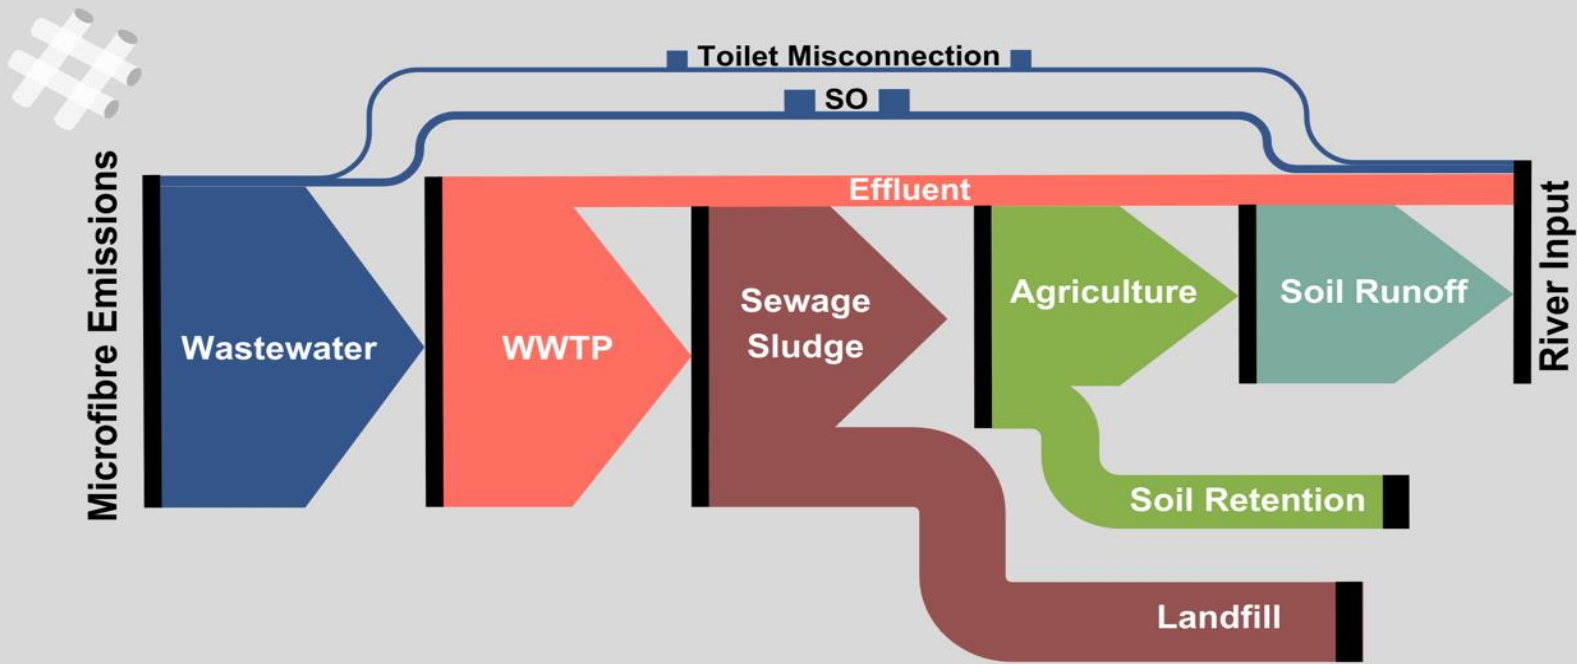 Toilet Misconnection
SO
Microfibre Emissions
Effluent
Wastewater
WWTP
Sewage
Sludge
Agriculture
Soil Runoff
River Input
Soil Retention
Landfill